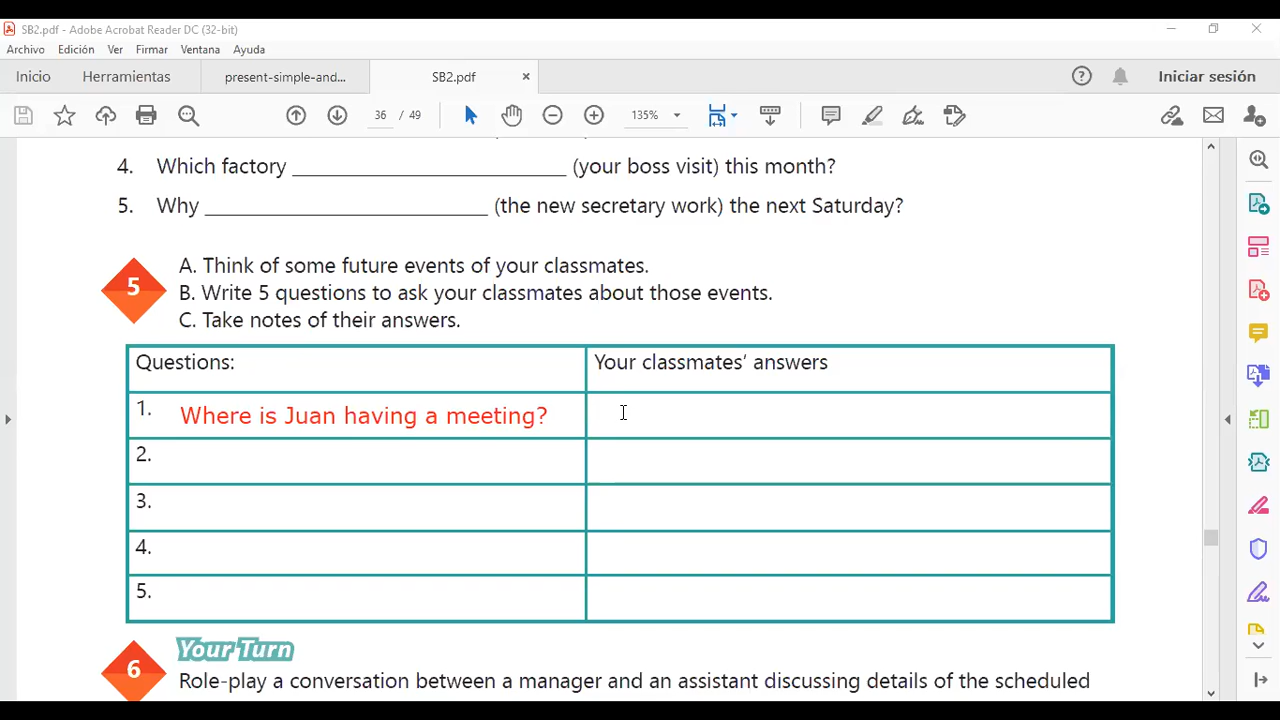 SB2.pdf - Adobe Acrobat Reader DC (32-bit)
Archivo Edición Ver Firmar Ventana Ayuda
Inicio Herramientas present-simple-and... SB2.pdf × Iniciar sesión
36 / 49 135%
4. Which factory _________________________ (your boss visit) this month?
5. Why __________________________ (the new secretary work) the next Saturday?
5
A. Think of some future events of your classmates.
B. Write 5 questions to ask your classmates about those events.
C. Take notes of their answers.
Questions: Your classmates’ answers
1. Where is Juan having a meeting?
2.
3.
4.
5.
6
Your Turn
Role-play a conversation between a manager and an assistant discussing details of the scheduled